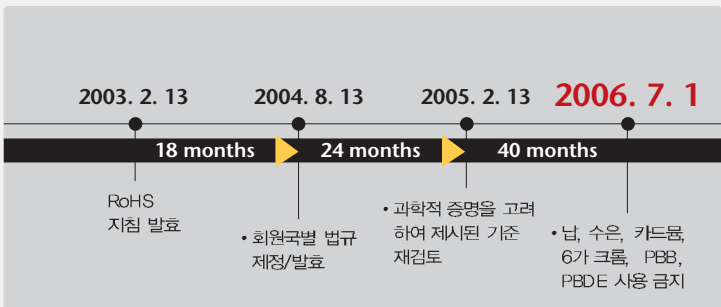 2003. 2. 13
2004. 8. 13
2005. 2. 13
2006. 7. 1
18 months
24 months
40 months
RoHS
지침 발효
• 회원국별 법규
제정/발효
• 과학적 증명을 고려
하여 제시된 기준
재검토
• 납, 수은, 카드뮴,
6가 크롬, PBB,
PBDE 사용 금지